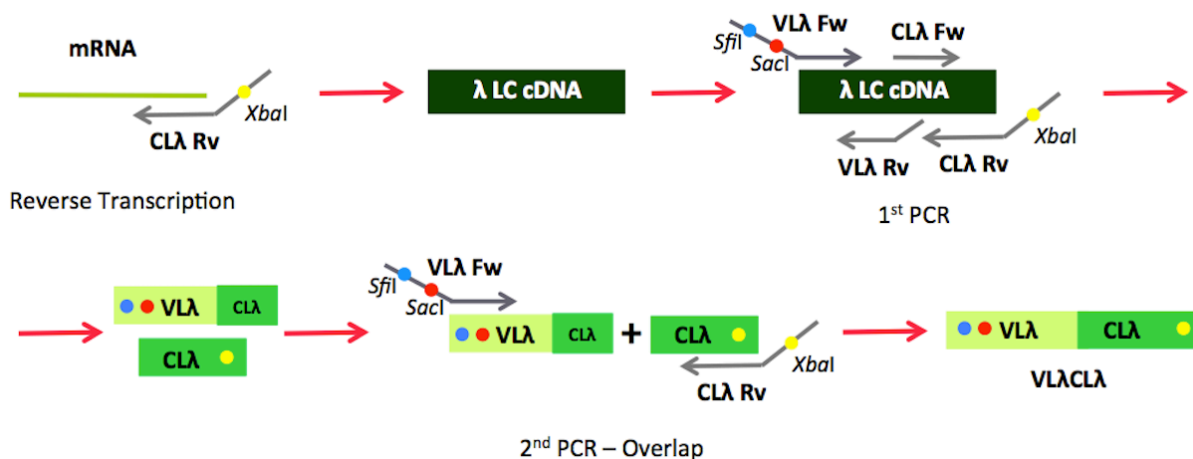 mRNA
XbaI
CLλ Rv
Reverse Transcription
λ LC cDNA
VLλ Fw
CLλ Fw
SfiI
SacI
λ LC cDNA
XbaI
VLλ Rv
CLλ Rv
1st PCR
VLλ CLλ
CLλ
VLλ Fw
SfiI
SacI
VLλ CLλ + CLλ
XbaI
CLλ Rv
VLλ CLλ
VLλCLλ
2nd PCR – Overlap